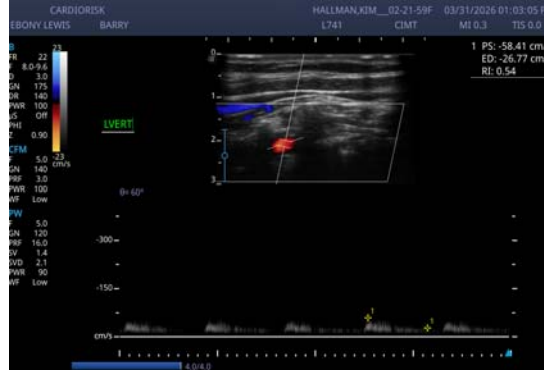 CARDIORISK HALLMAN,KIM__02-21-59F 03/31/2026 01:03:05 P
EBONY LEWIS BARRY L741 CIMT MI 0.3 TIS 0.0
1 PS: -58.41 cm/
ED: -26.77 cm/
RI: 0.54
B
FR 22
F 8.0-9.6
D 3.0
GN 175
DR 140
PWR 100
µS Off
PHI
Z 0.90
23
-23
cm/s
CFM
F 5.0
GN 140
PRF 3.0
PWR 100
WF Low
PW
F 5.0
GN 120
PRF 16.0
SV 1.4
SVD 2.1
PWR 90
WF Low
LVERT
θ= 60°
0
1
2
3
-300
-150
cm/s
1
1
4.0/4.0